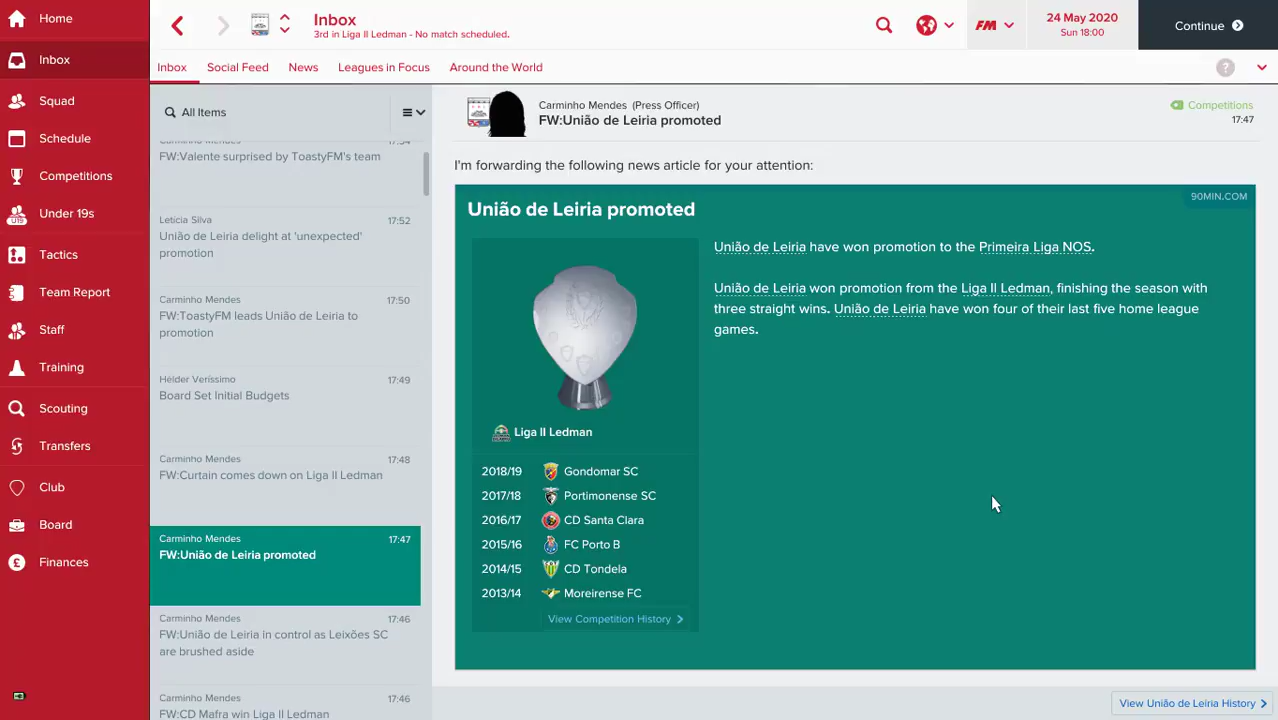 Home
Inbox
Squad
Schedule
Competitions
Under 19s
Tactics
Team Report
Staff
Training
Scouting
Transfers
Club
Board
Finances
Inbox
3rd in Liga II Ledman - No match scheduled.
FM
24 May 2020
Sun 18:00
Continue
Inbox
Social Feed
News
Leagues in Focus
Around the World
?
All Items
FW:Valente surprised by ToastyFM's team
Letícia Silva
17:52
União de Leiria delight at 'unexpected'
promotion
Carminho Mendes
17:50
FW:ToastyFM leads União de Leiria to
promotion
Hélder Veríssimo
17:49
Board Set Initial Budgets
Carminho Mendes
17:48
FW:Curtain comes down on Liga II Ledman
Carminho Mendes
17:47
FW:União de Leiria promoted
Carminho Mendes
17:46
FW:União de Leiria in control as Leixões SC
are brushed aside
Carminho Mendes
17:46
FW:CD Mafra win Liga II Ledman
Carminho Mendes (Press Officer)
FW:União de Leiria promoted
Competitions
17:47
I'm forwarding the following news article for your attention:
União de Leiria promoted
90MIN.COM
Liga II Ledman
2018/19 Gondomar SC
2017/18 Portimonense SC
2016/17 CD Santa Clara
2015/16 FC Porto B
2014/15 CD Tondela
2013/14 Moreirense FC
View Competition History
União de Leiria have won promotion to the Primeira Liga NOS.
União de Leiria won promotion from the Liga II Ledman, finishing the season with
three straight wins. União de Leiria have won four of their last five home league
games.
View União de Leiria History